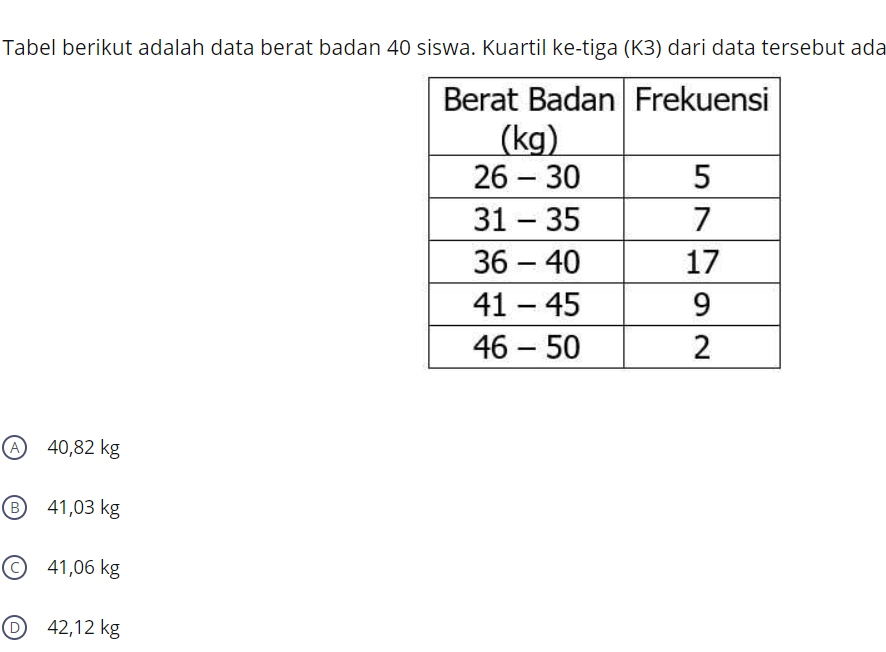 Tabel berikut adalah data berat badan 40 siswa. Kuartil ke-tiga (K3) dari data tersebut ada
Berat Badan (kg) Frekuensi
26 – 30 5
31 – 35 7
36 – 40 17
41 – 45 9
46 – 50 2
A 40,82 kg
B 41,03 kg
C 41,06 kg
D 42,12 kg